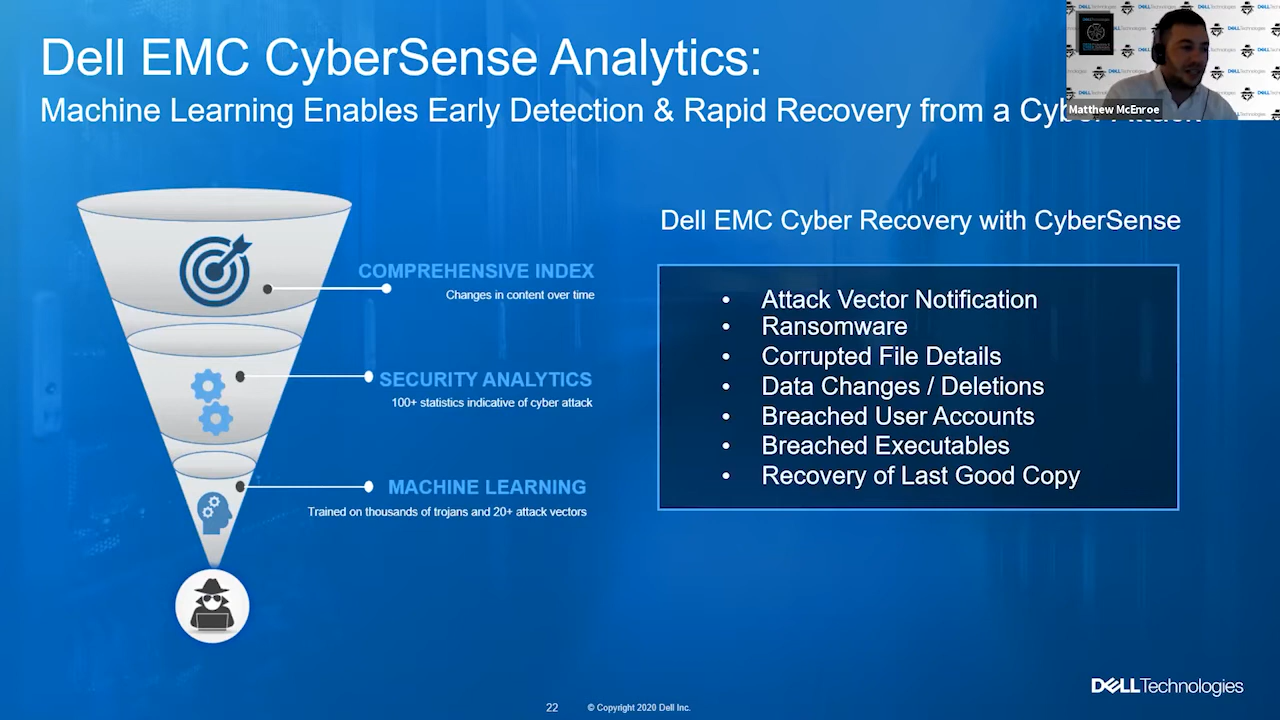 Dell EMC CyberSense Analytics:
Machine Learning Enables Early Detection & Rapid Recovery from a Cyber Attack
Matthew McEnroe
Dell EMC Cyber Recovery with CyberSense
COMPREHENSIVE INDEX
Changes in content over time
SECURITY ANALYTICS
100+ statistics indicative of cyber attack
MACHINE LEARNING
Trained on thousands of trojans and 20+ attack vectors
• Attack Vector Notification
• Ransomware
• Corrupted File Details
• Data Changes / Deletions
• Breached User Accounts
• Breached Executables
• Recovery of Last Good Copy
DELL Technologies
22 © Copyright 2020 Dell Inc.